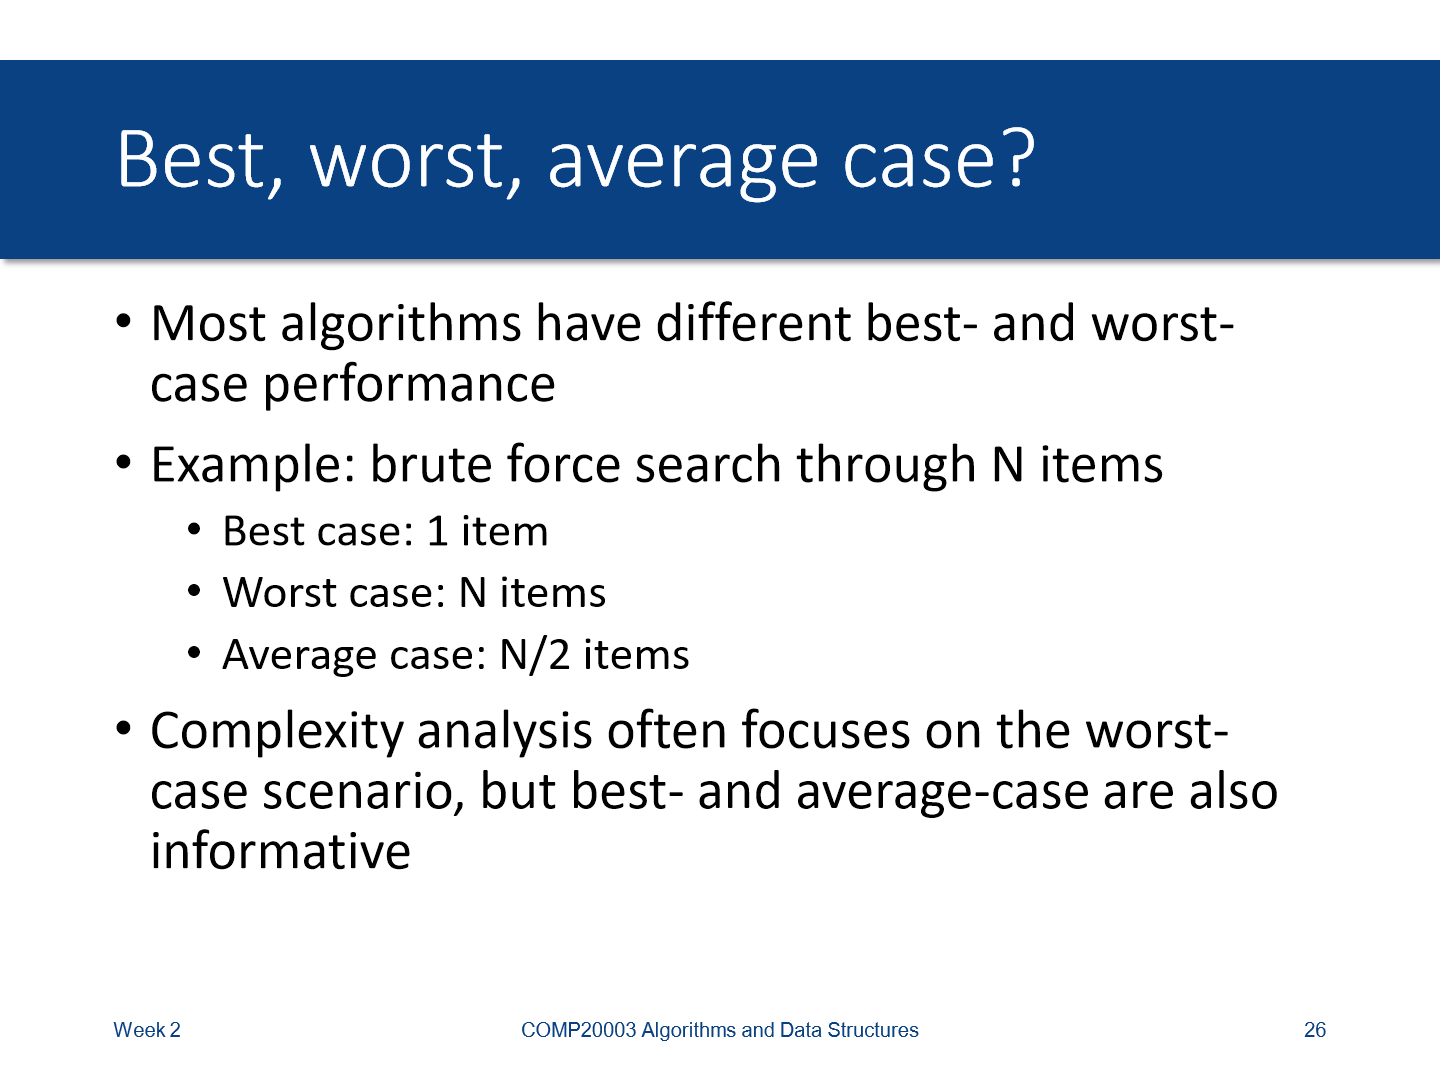 Best, worst, average case?
• Most algorithms have different best- and worst-
case performance
• Example: brute force search through N items
• Best case: 1 item
• Worst case: N items
• Average case: N/2 items
• Complexity analysis often focuses on the worst-
case scenario, but best- and average-case are also
informative
Week 2
COMP20003 Algorithms and Data Structures
26